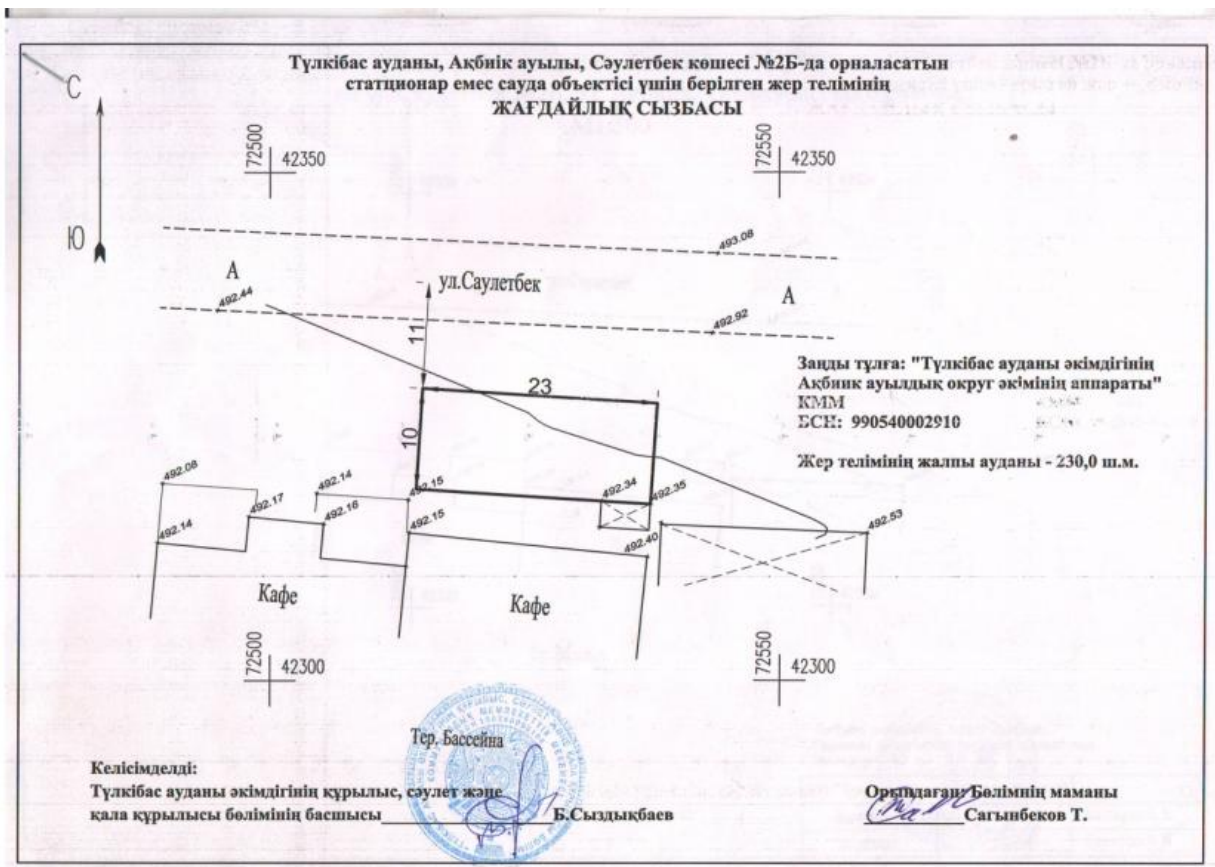 Түлкібас ауданы, Ақбиік ауылы, Сәулетбек көшесі №2Б-да орналасатын
статционар емес сауда объектісі үшін берілген жер телімінің
ЖАҒДАЙЛЫҚ СЫЗБАСЫ
С
Ю
72500
42350
72550
42350
493.08
А
ул.Саулетбек
А
492.44
492.92
11
23
10
Заңды тұлға: "Түлкібас ауданы әкімдігінің
Ақбиик ауылдық округ әкімінің аппараты"
КММ
БСН: 990540002910
Жер телімінің жалпы ауданы - 230,0 ш.м.
492.08
492.14
492.15
492.34
492.35
492.17
492.16
492.15
492.53
492.14
492.40
Кафе
Кафе
72500
42300
72550
42300
Тер. Бассейна
Келісімделді:
Түлкібас ауданы әкімдігінің құрылыс, сәулет және
қала құрылысы бөлімінің басшысы Б.Сыздықбаев
Орындаған: Бөлімнің маманы
Сагынбеков Т.